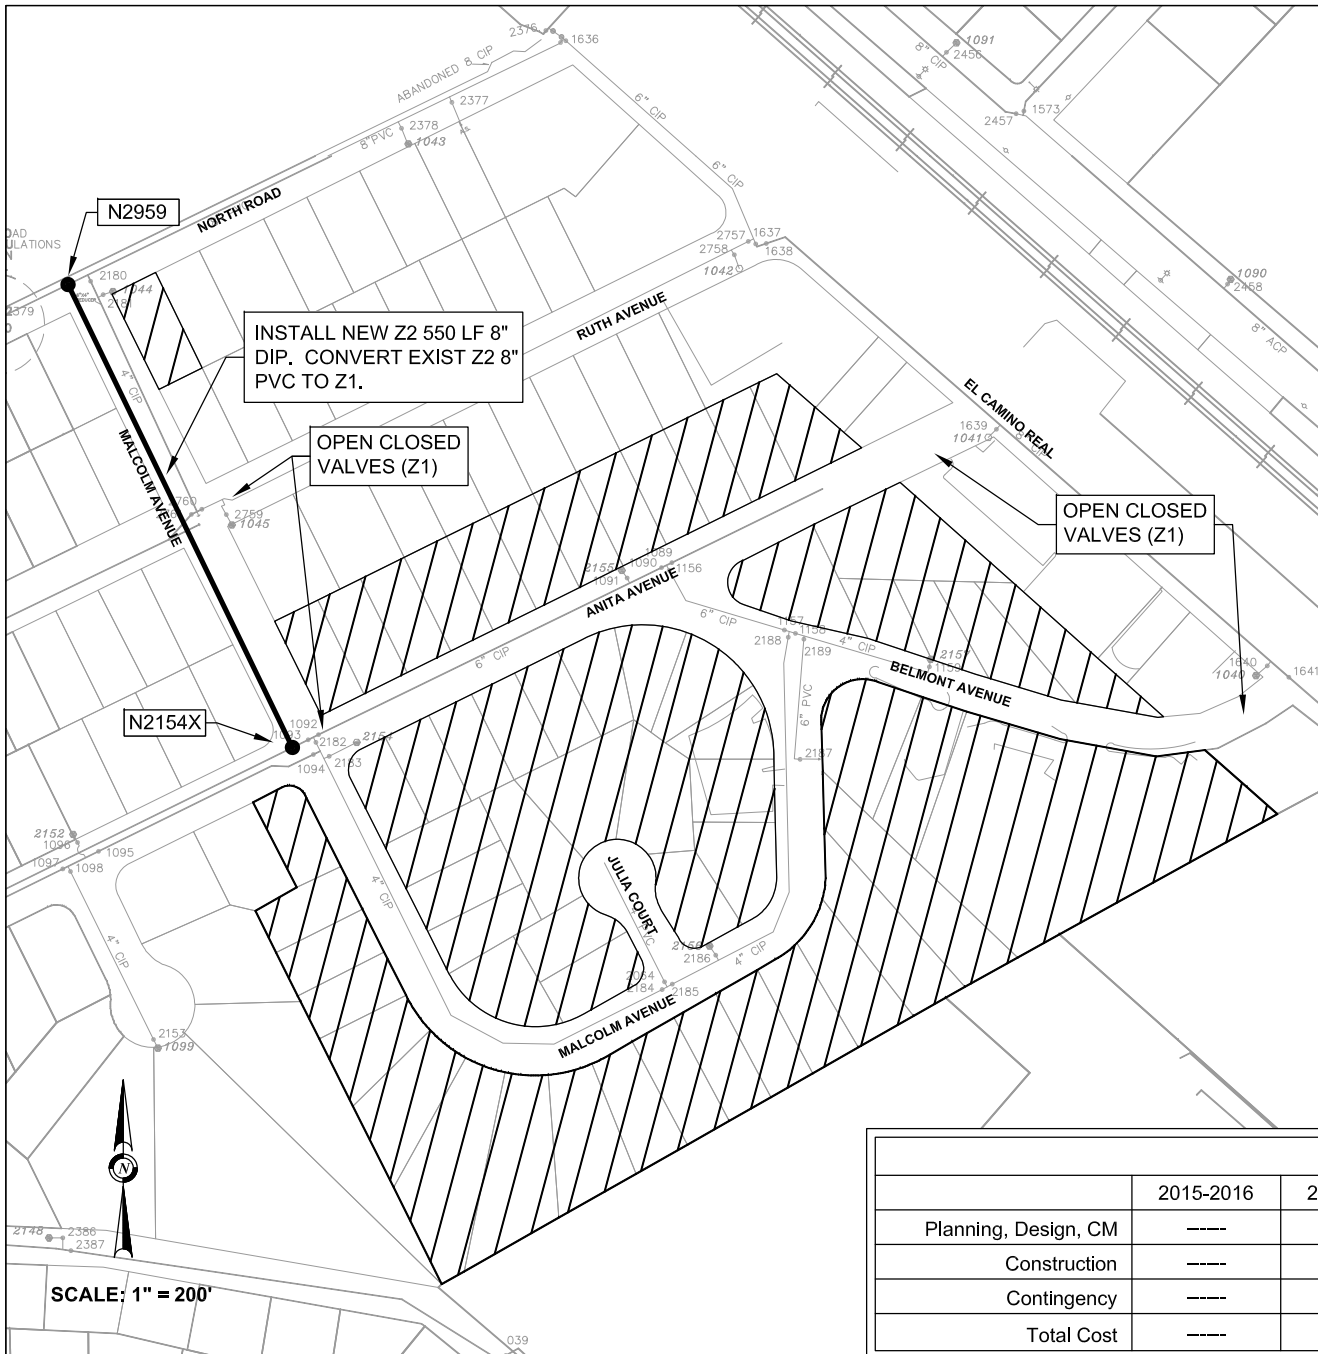 2376
1636
1091
8" CIP
2456
ABANDONED 8 CIP
2377
6" CIP
2457
1573
8"PVC
2378
1043
6" CIP
N2959
NORTH ROAD
2757
1637
2758
1638
1042
1090
2458
2180
1044
2379
RUTH AVENUE
8" ACP
INSTALL NEW Z2 550 LF 8"
DIP. CONVERT EXIST Z2 8"
PVC TO Z1.
4" CIP
EL CAMINO REAL
MALCOLM AVENUE
OPEN CLOSED
VALVES (Z1)
1639
1041
2759
1045
OPEN CLOSED
VALVES (Z1)
2155
1090
1156
1091
ANITA AVENUE
6" CIP
1157
1158
2188
2189
4" CIP
2157
1159
BELMONT AVENUE
6" CIP
1640
1641
1040
6" PVC
N2154X
1092
1093
2182
2154
2183
1094
2187
2152
1096
1095
1097
1098
JULIA COURT
4" CIP
4" CIP
2156
2186
4" CIP
2184
2185
MALCOLM AVENUE
2153
1099
N
2148
2386
2387
SCALE: 1" = 200'
039
2015-2016
2
Planning, Design, CM -----
Construction -----
Contingency -----
Total Cost -----